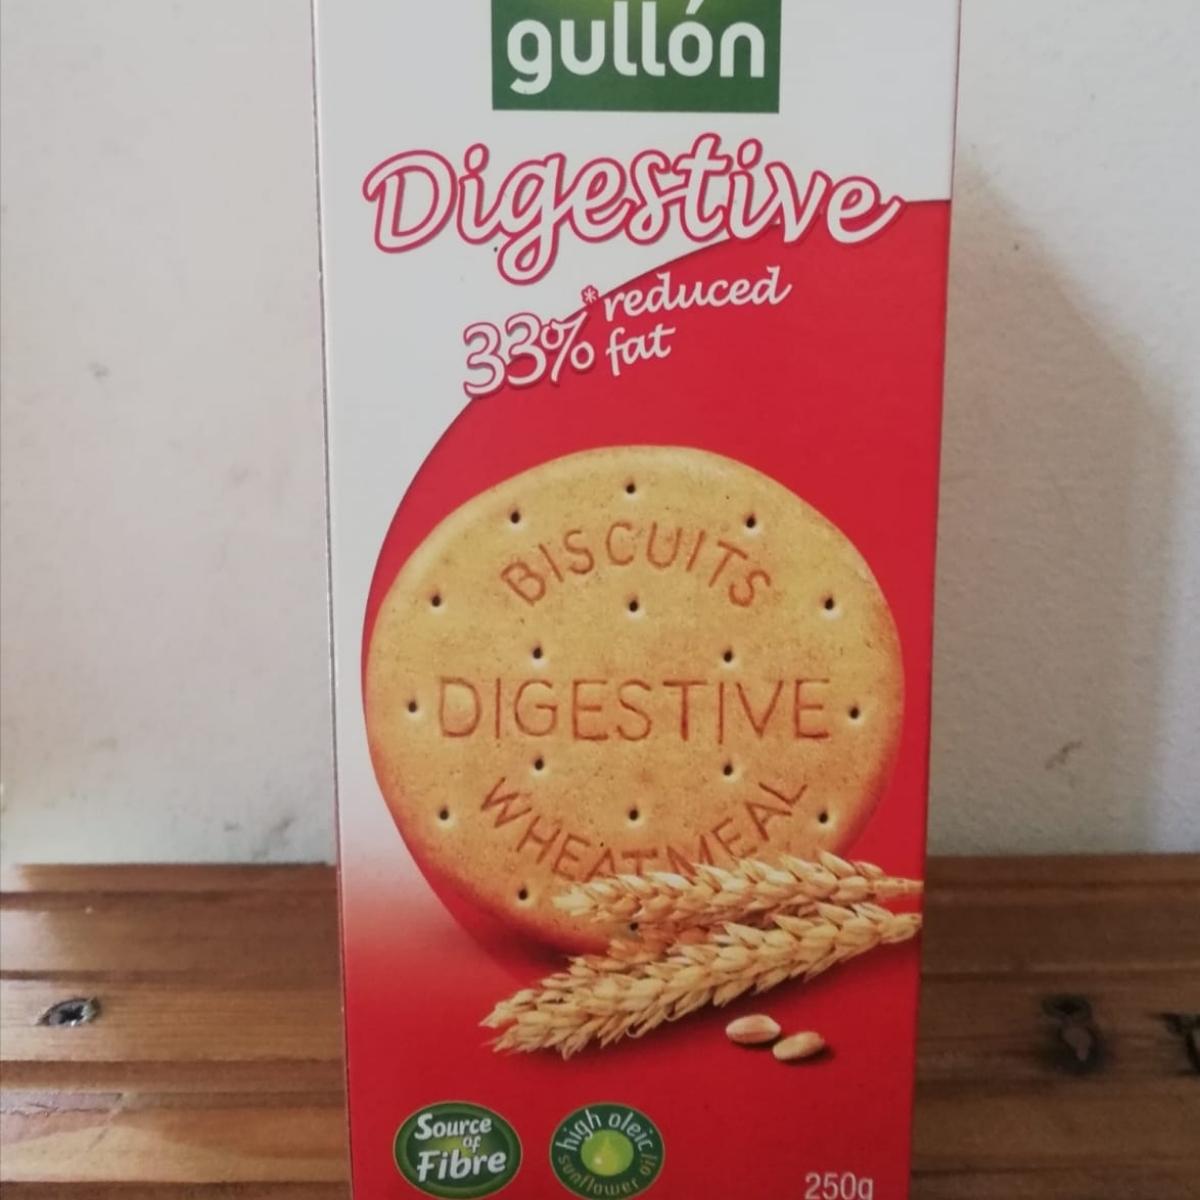 gullón
Digestive
33%* reduced
fat
BISCUITS
DIGESTIVE
WHEATMEAL
Source
of
Fibre
high oleic
sunflower oil
250g